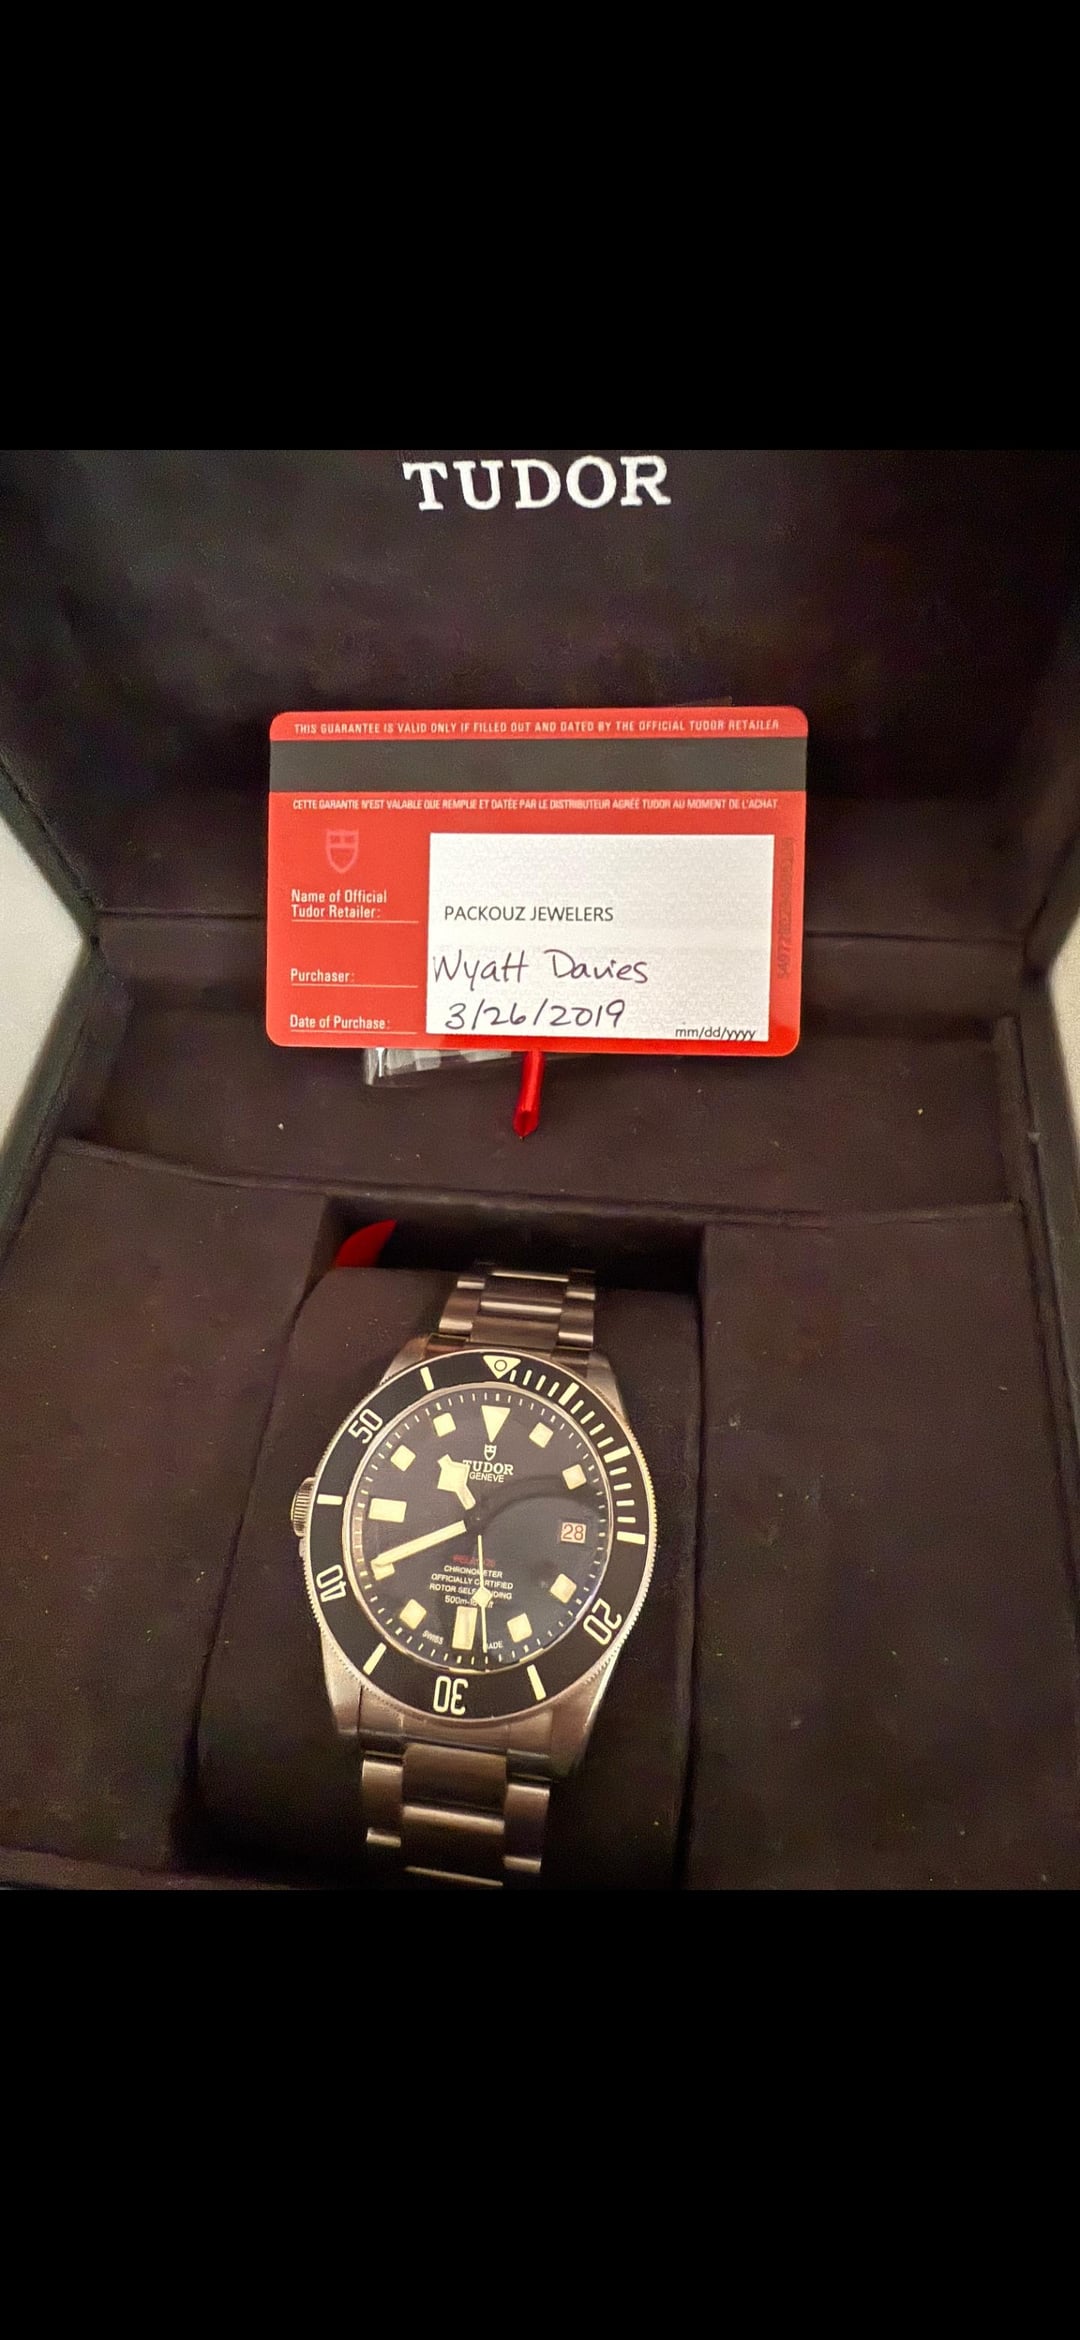 TUDOR
THIS GUARANTEE IS VALID ONLY IF FILLED OUT AND DATED BY THE OFFICIAL TUDOR RETAILER
CETTE GARANTIE N'EST VALABLE QUE REMPLIE ET DATÉE PAR LE DISTRIBUTEUR AGRÉÉ TUDOR AU MOMENT DE L'ACHAT
Name of Official
Tudor Retailer:
PACKOUZ JEWELERS
Purchaser:
Wyatt Davies
Date of Purchase:
3/26/2019
mm/dd/yyyy
50
TUDOR
GENEVE
28
CHRONOMETER
OFFICIALLY CERTIFIED
ROTOR
40
20
SWISS
30